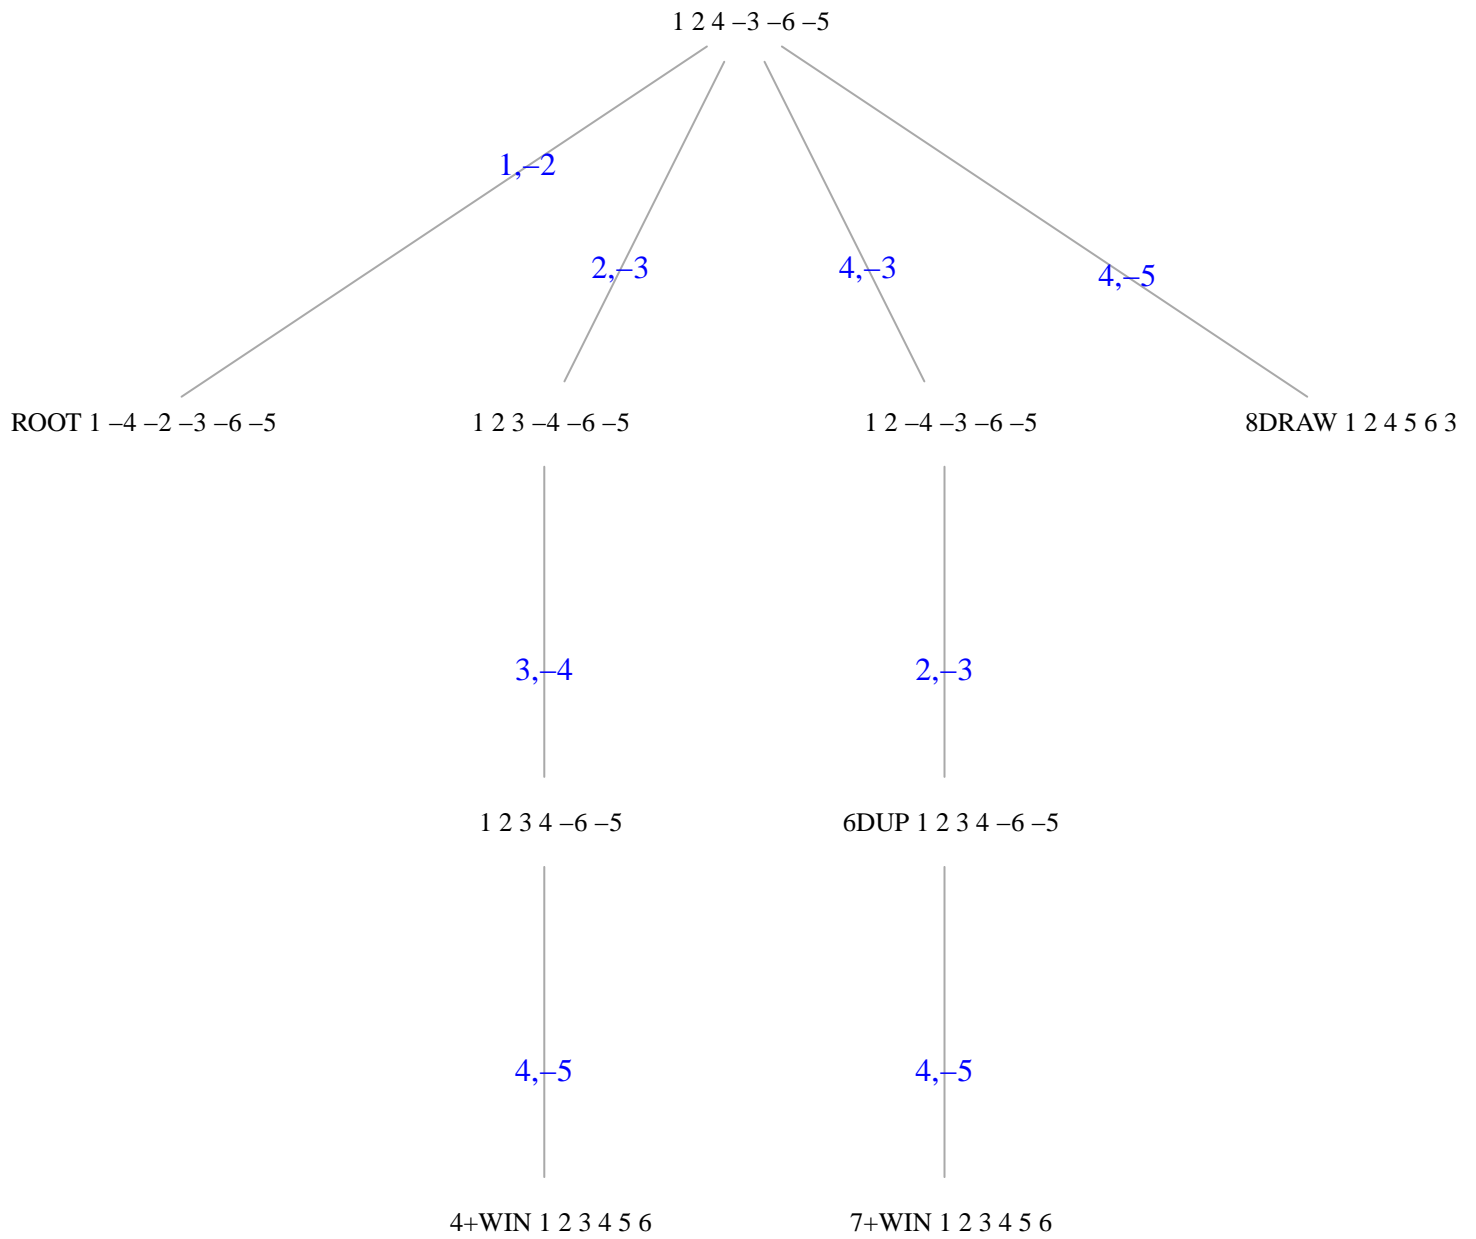 1 2 4 –3 –6 –5
1,–2
2,–3
4,–3
4,–5
ROOT 1 –4 –2 –3 –6 –5
1 2 3 –4 –6 –5
1 2 –4 –3 –6 –5
8DRAW 1 2 4 5 6 3
3,–4
2,–3
1 2 3 4 –6 –5
6DUP 1 2 3 4 –6 –5
4,–5
4,–5
4+WIN 1 2 3 4 5 6
7+WIN 1 2 3 4 5 6